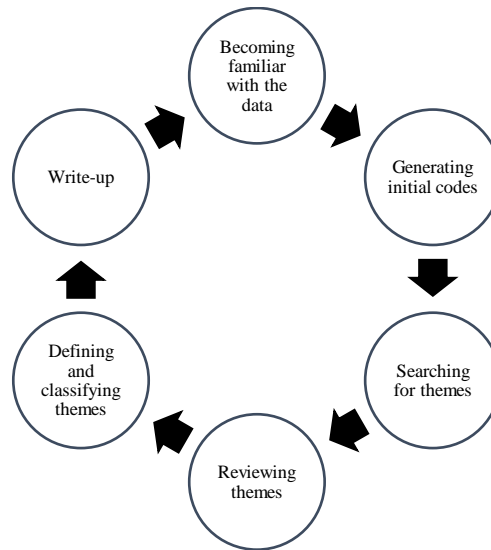 Becoming
familiar with
the data
Generating
initial codes
Searching
for themes
Reviewing
themes
Defining
and
classifying
themes
Write-up